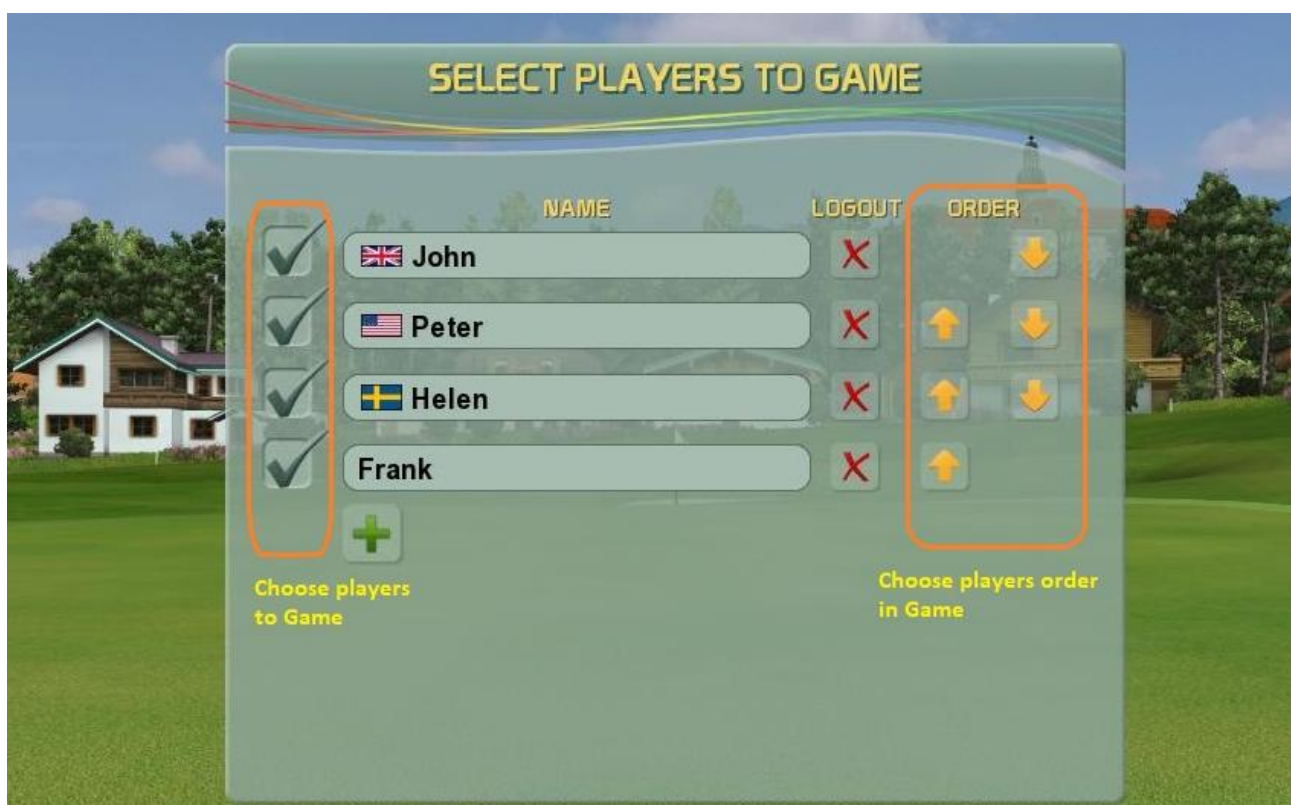 SELECT PLAYERS TO GAME
NAME LOGOUT ORDER
John
Peter
Helen
Frank
Choose players
to Game
Choose players order
in Game